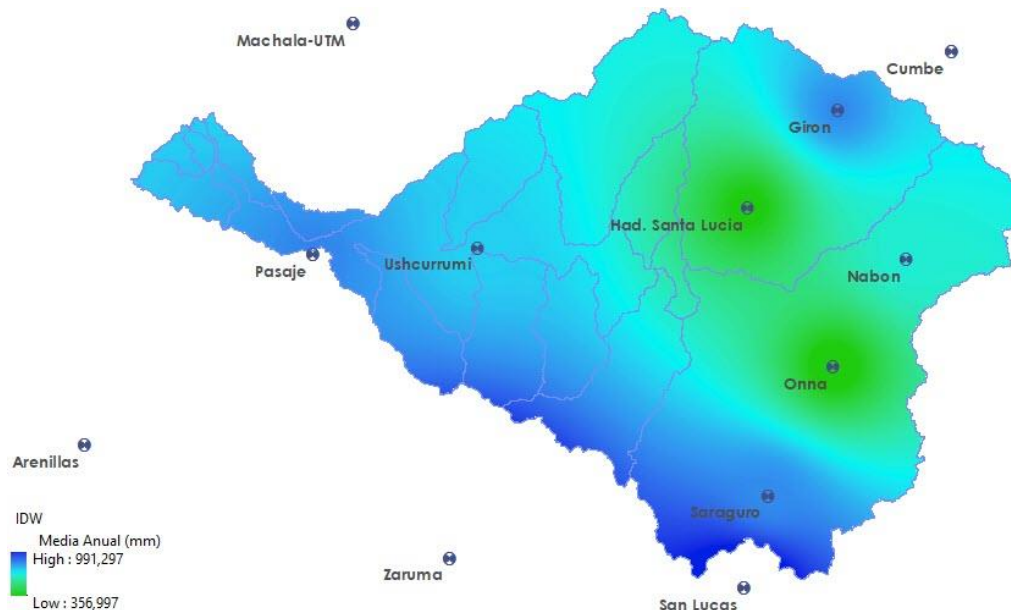 Machala-UTM
Cumbe
Giron
Had. Santa Lucia
Pasaje
Ushcurrumi
Nabon
Onna
Arenillas
Saraguro
Zaruma
San Lucas
IDW
Media Anual (mm)
High : 991,297
Low : 356,997